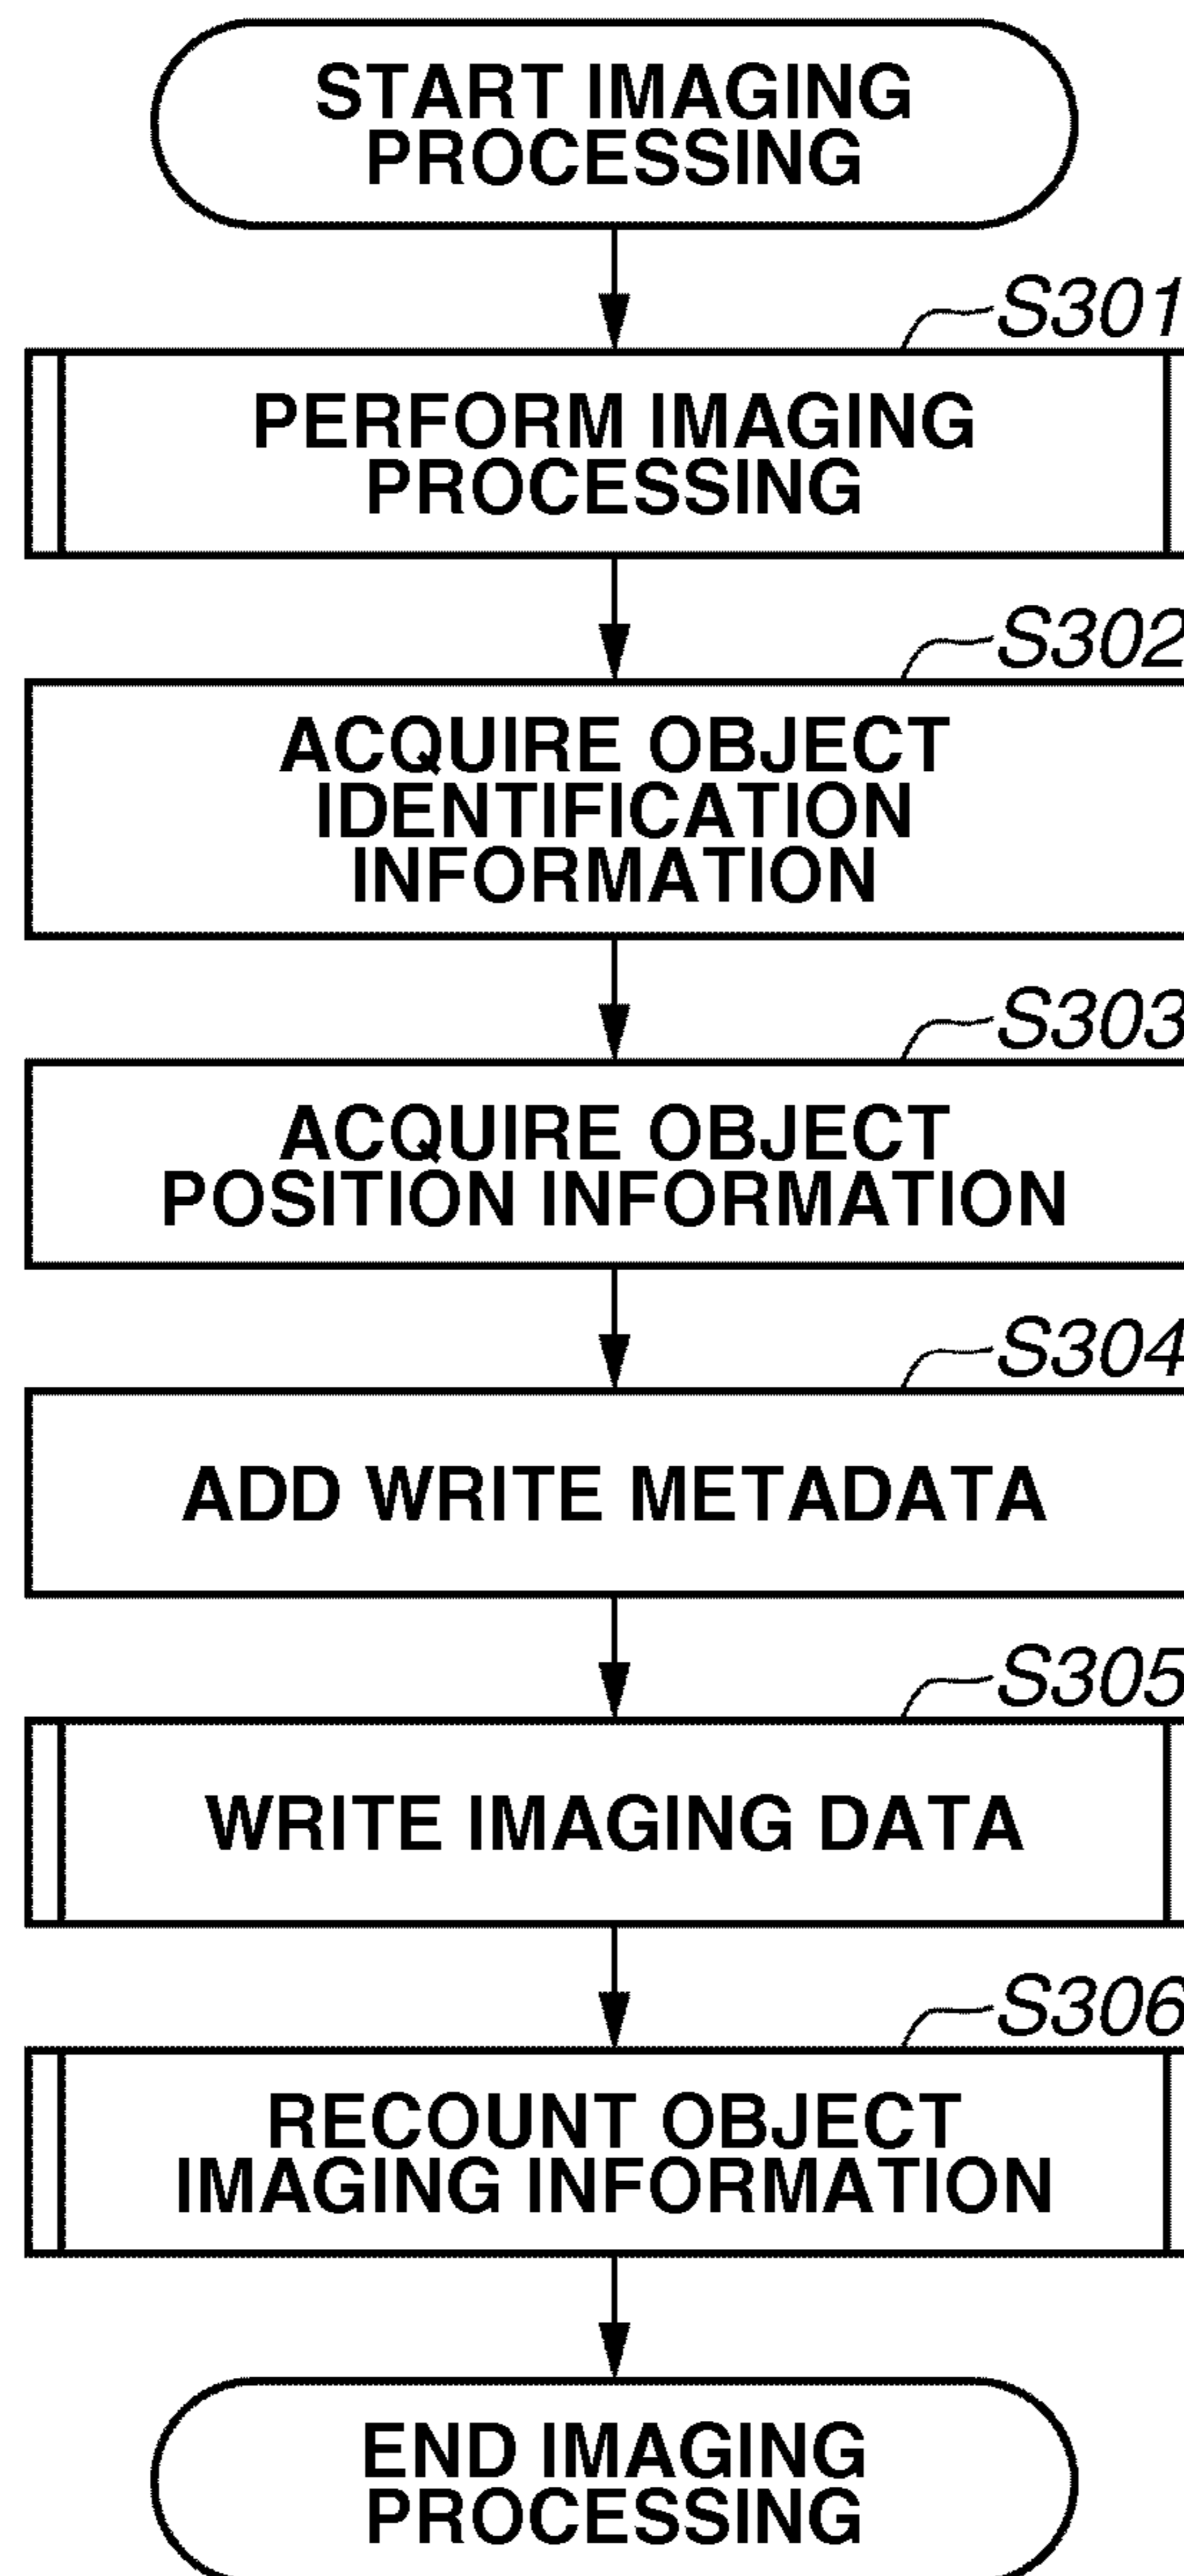 START IMAGING
PROCESSING
S301
PERFORM IMAGING
PROCESSING
S302
ACQUIRE OBJECT
IDENTIFICATION
INFORMATION
S303
ACQUIRE OBJECT
POSITION INFORMATION
S304
ADD WRITE METADATA
S305
WRITE IMAGING DATA
S306
RECOUNT OBJECT
IMAGING INFORMATION
END IMAGING
PROCESSING